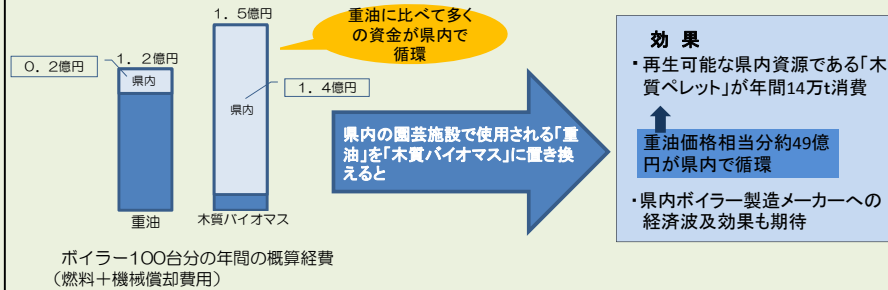 1．5億円
重油に比べて多く
の資金が県内で
循環
0．2億円
1．2億円
県内
県内
1．4億円
重油
木質バイオマス
ボイラー100台分の年間の概算経費
（燃料＋機械償却費用）
県内の園芸施設で使用される「重
油」を「木質バイオマス」に置き換
えると
効 果
・再生可能な県内資源である「木
質ペレット」が年間14万t消費
重油価格相当分約49億
円が県内で循環
・県内ボイラー製造メーカーへの
経済波及効果も期待